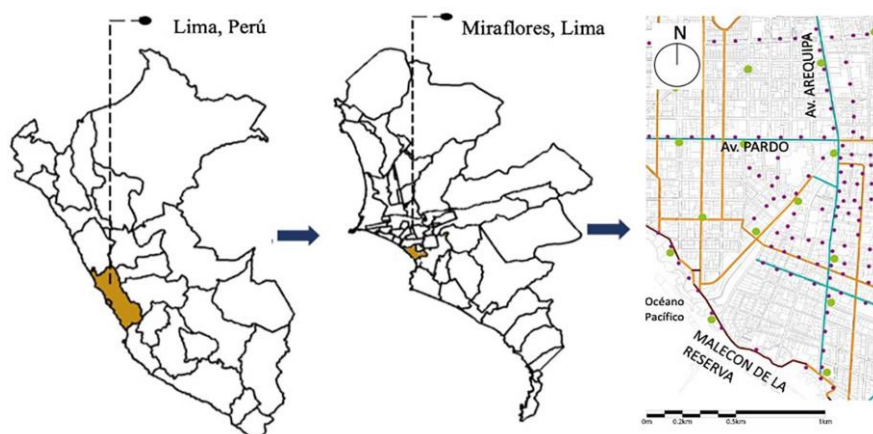 Lima, Perú
Miraflores, Lima
N
Av. AREQUIPA
Av. PARDO
Océano
Pacífico
MALECON DE LA
RESERVA
0m 0.2km 0.5km 1km